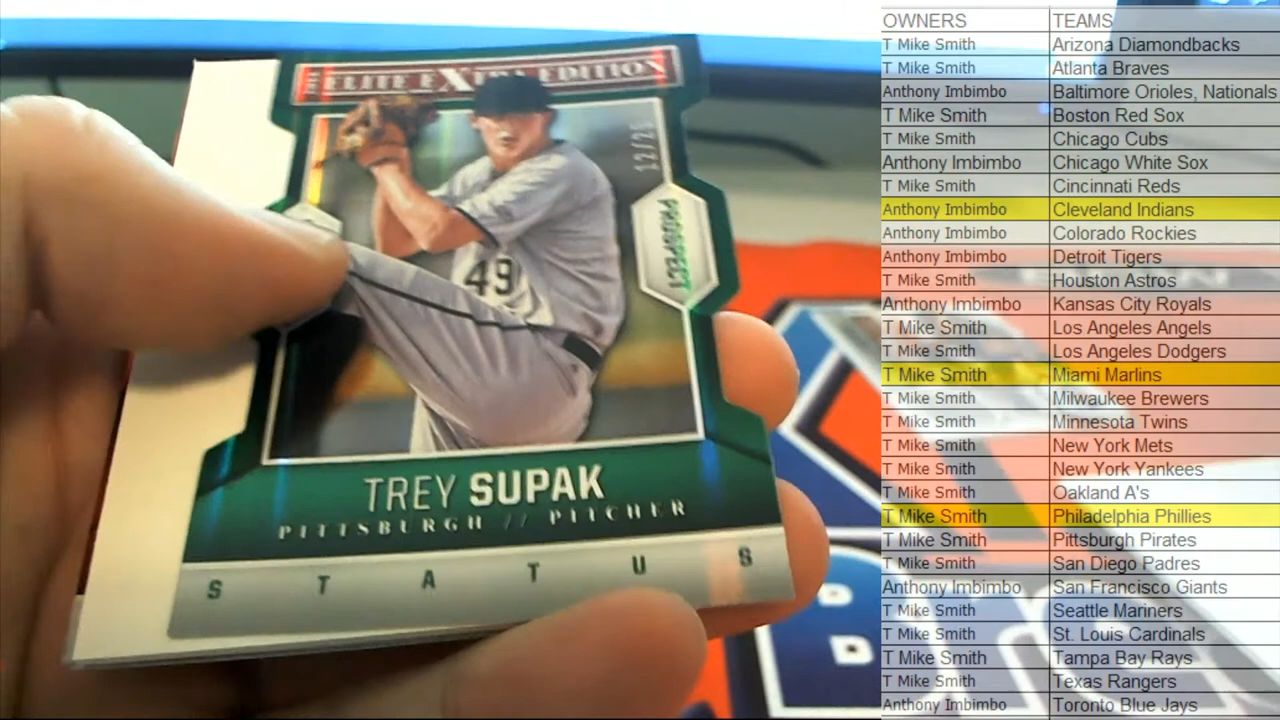 ELITE EXTRA EDITION
12/25
PROSPECT
49
TREY SUPAK
PITTSBURGH // PITCHER
STATUS
OWNERS TEAMS
T Mike Smith Arizona Diamondbacks
T Mike Smith Atlanta Braves
Anthony Imbimbo Baltimore Orioles, Nationals
T Mike Smith Boston Red Sox
T Mike Smith Chicago Cubs
Anthony Imbimbo Chicago White Sox
T Mike Smith Cincinnati Reds
Anthony Imbimbo Cleveland Indians
Anthony Imbimbo Colorado Rockies
Anthony Imbimbo Detroit Tigers
T Mike Smith Houston Astros
Anthony Imbimbo Kansas City Royals
T Mike Smith Los Angeles Angels
T Mike Smith Los Angeles Dodgers
T Mike Smith Miami Marlins
T Mike Smith Milwaukee Brewers
T Mike Smith Minnesota Twins
T Mike Smith New York Mets
T Mike Smith New York Yankees
T Mike Smith Oakland A's
T Mike Smith Philadelphia Phillies
T Mike Smith Pittsburgh Pirates
T Mike Smith San Diego Padres
Anthony Imbimbo San Francisco Giants
T Mike Smith Seattle Mariners
T Mike Smith St. Louis Cardinals
T Mike Smith Tampa Bay Rays
T Mike Smith Texas Rangers
Anthony Imbimbo Toronto Blue Jays